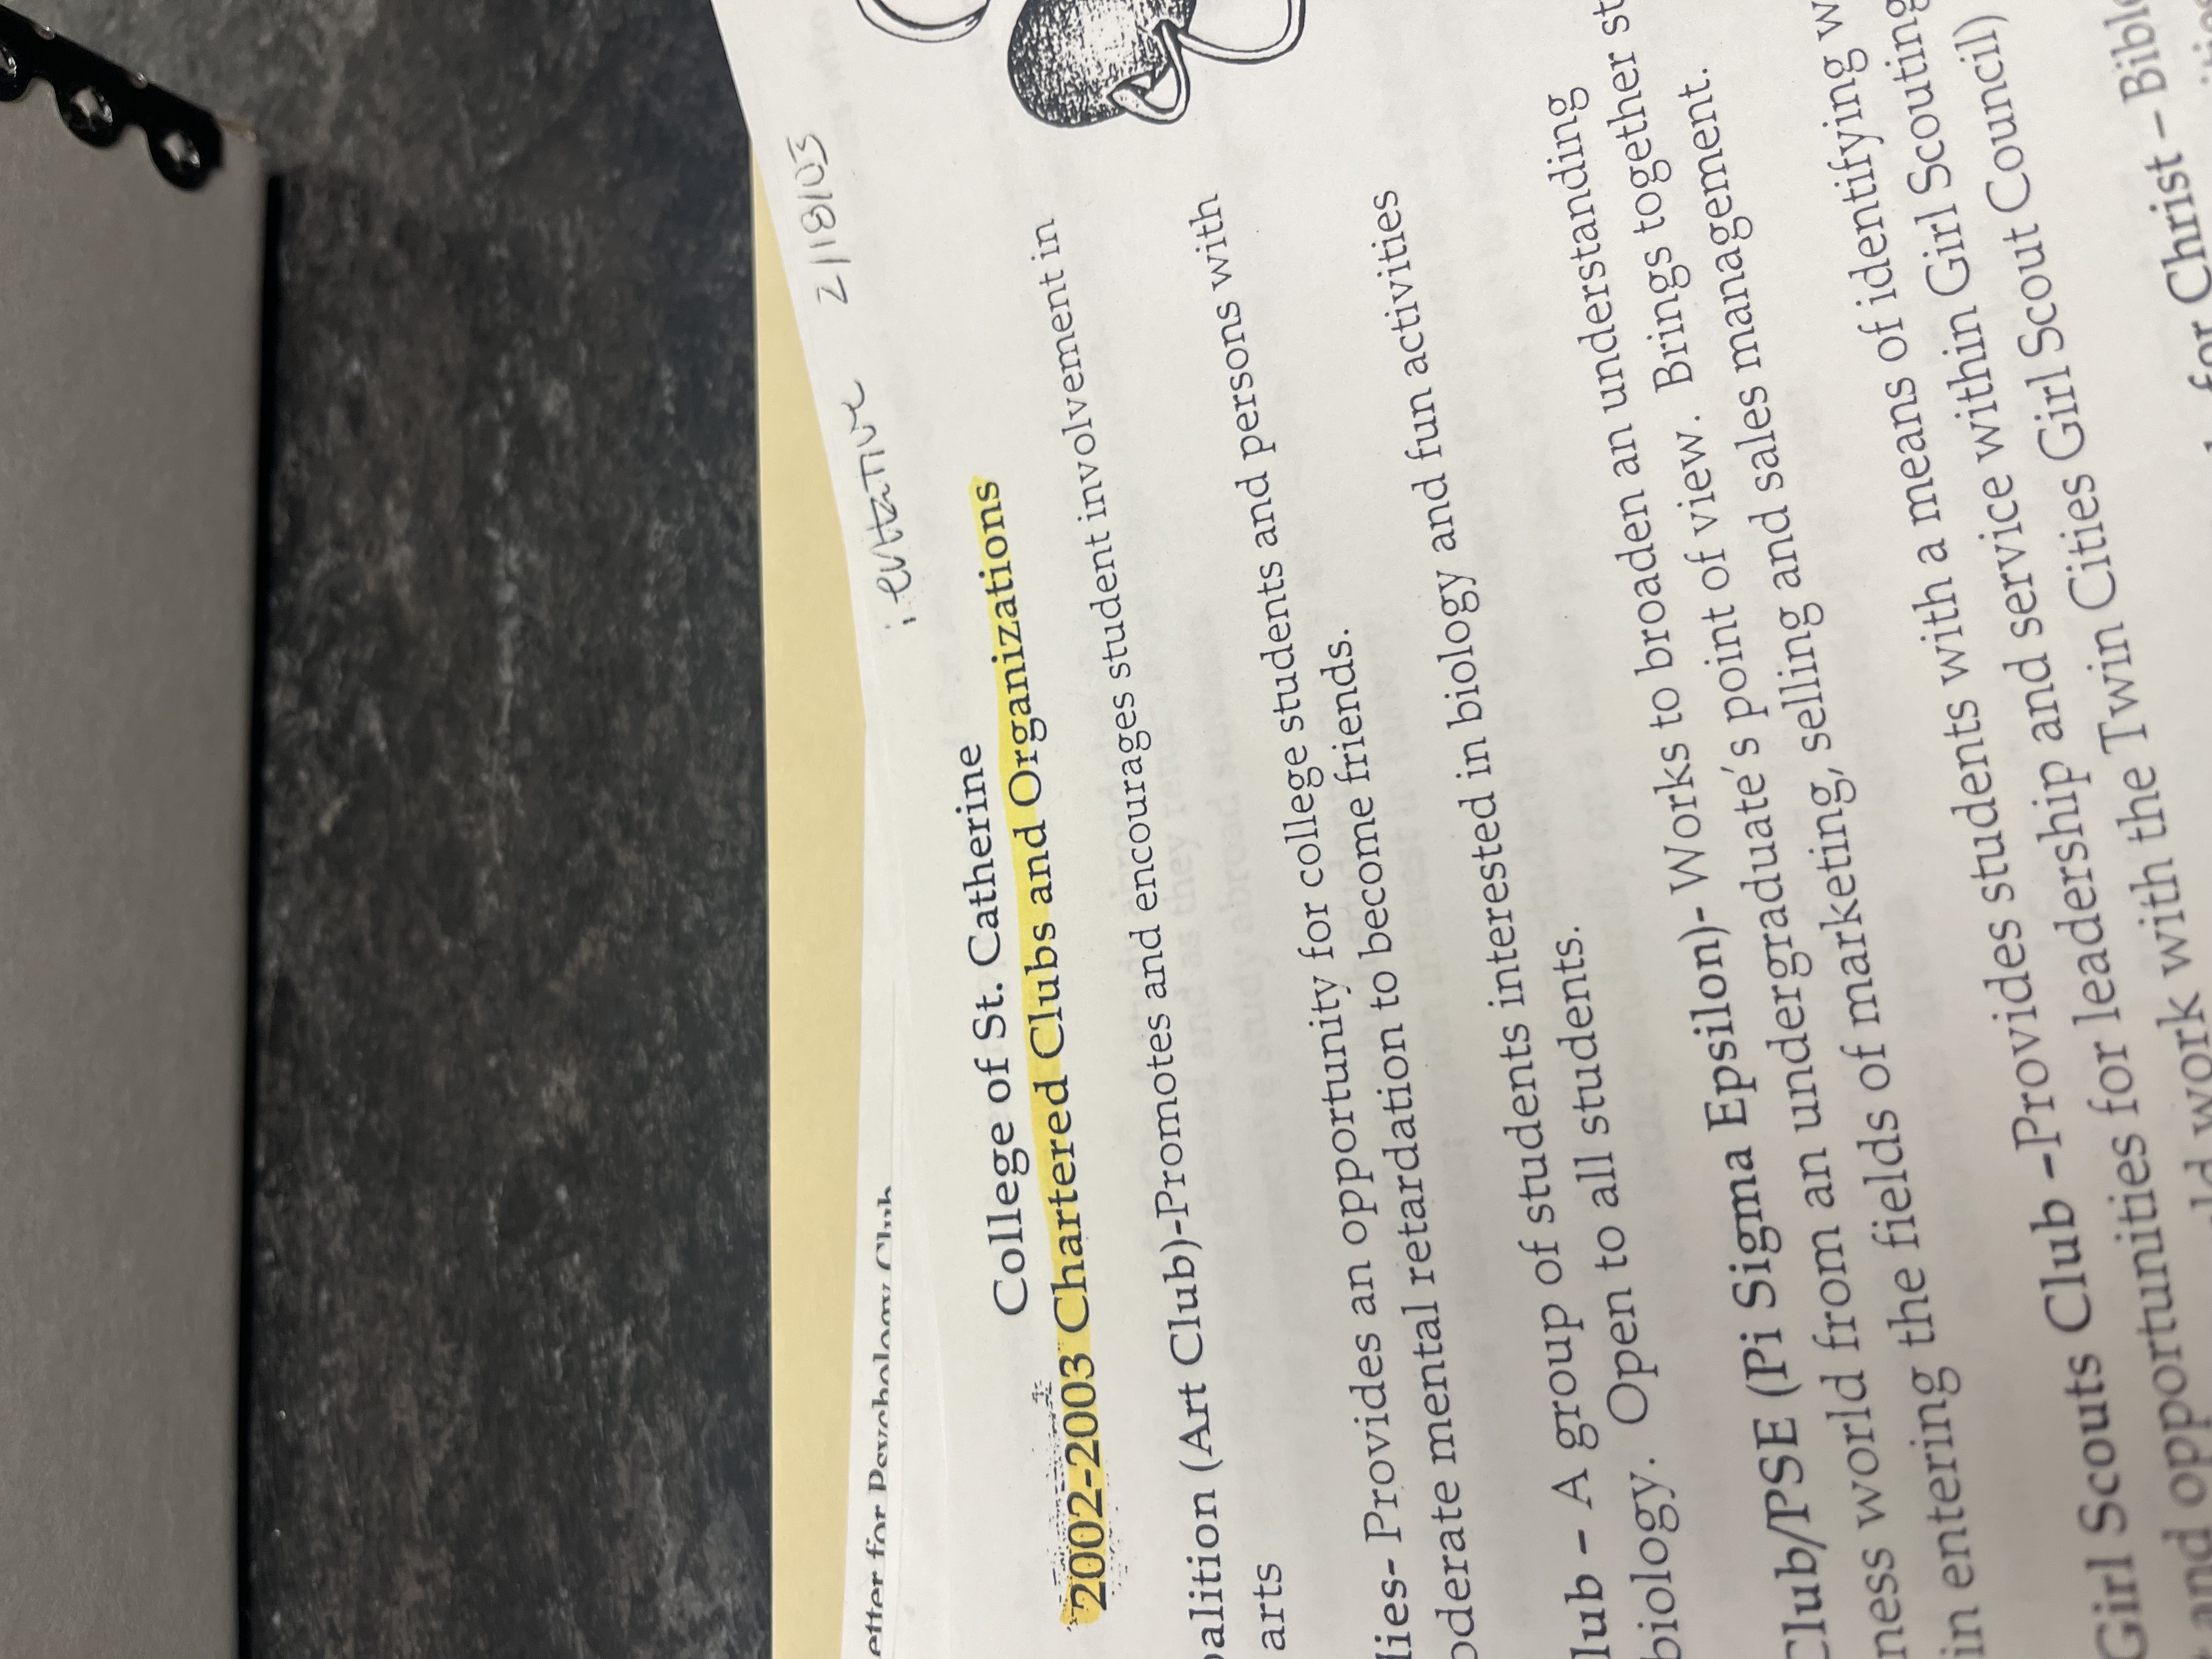 etter for Psychology Club
tentative 2/18/03
College of St. Catherine
2002-2003 Chartered Clubs and Organizations
oalition (Art Club)-Promotes and encourages student involvement in
arts
lies- Provides an opportunity for college students and persons with
oderate mental retardation to become friends.
lub – A group of students interested in biology and fun activities
biology. Open to all students.
Club/PSE (Pi Sigma Epsilon)- Works to broaden an understanding
ness world from an undergraduate's point of view. Brings together st
in entering the fields of marketing, selling and sales management.
Girl Scouts Club –Provides students with a means of identifying w
and opportunities for leadership and service within Girl Scouting
ld work with the Twin Cities Girl Scout Council)
for Christ – Bible